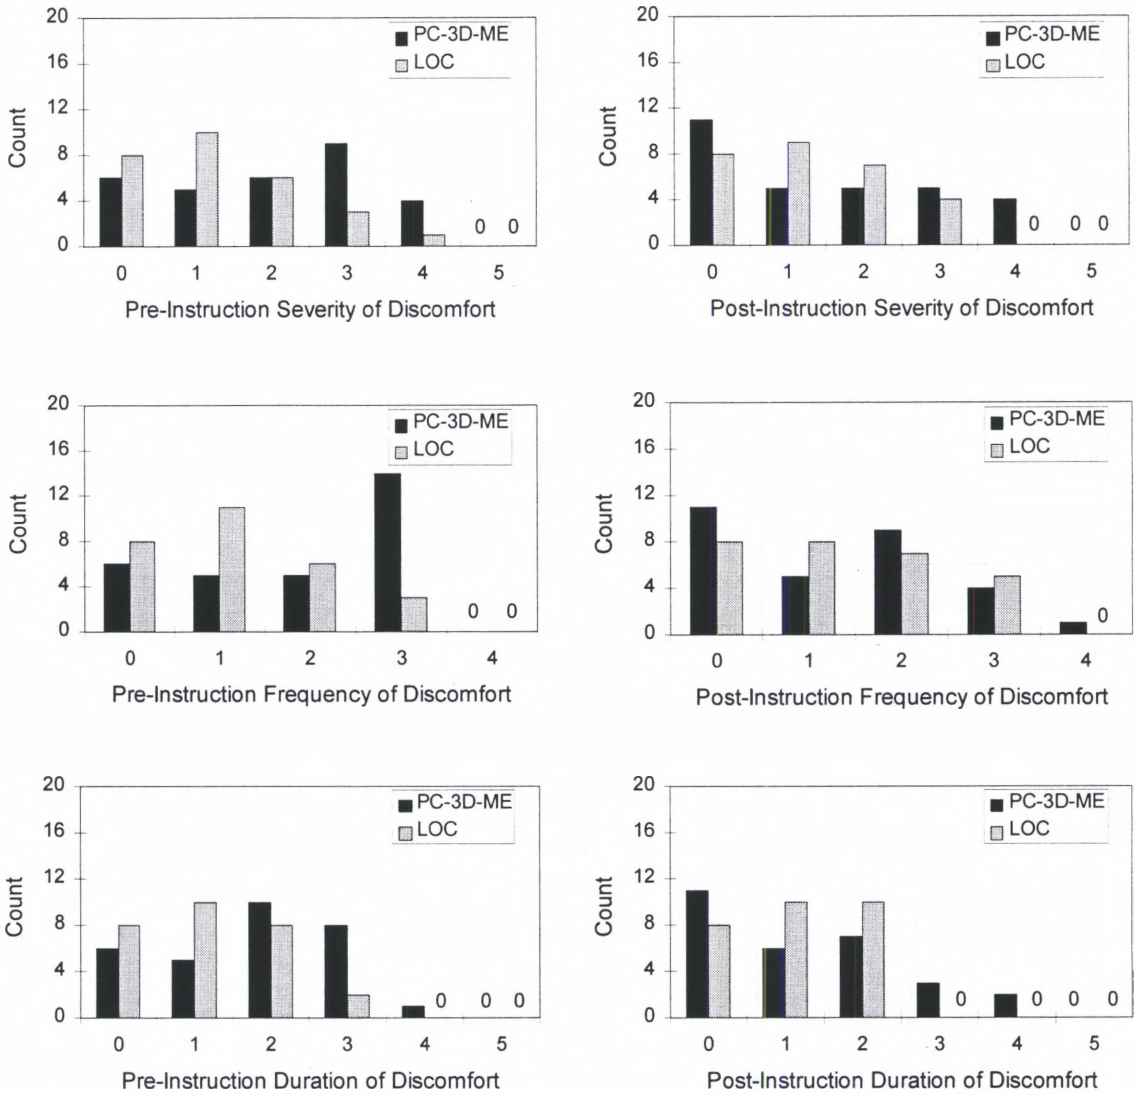 20
16
12
8
4
0
Count
PC-3D-ME
LOC
0 0
0 1 2 3 4 5
Pre-Instruction Severity of Discomfort
20
16
12
8
4
0
Count
PC-3D-ME
LOC
0 0 0
0 1 2 3 4 5
Post-Instruction Severity of Discomfort
20
16
12
8
4
0
Count
PC-3D-ME
LOC
0 0
0 1 2 3 4
Pre-Instruction Frequency of Discomfort
20
16
12
8
4
0
Count
PC-3D-ME
LOC
0
0 1 2 3 4
Post-Instruction Frequency of Discomfort
20
16
12
8
4
0
Count
PC-3D-ME
LOC
0 0 0
0 1 2 3 4 5
Pre-Instruction Duration of Discomfort
20
16
12
8
4
0
Count
PC-3D-ME
LOC
0 0 0 0
0 1 2 3 4 5
Post-Instruction Duration of Discomfort